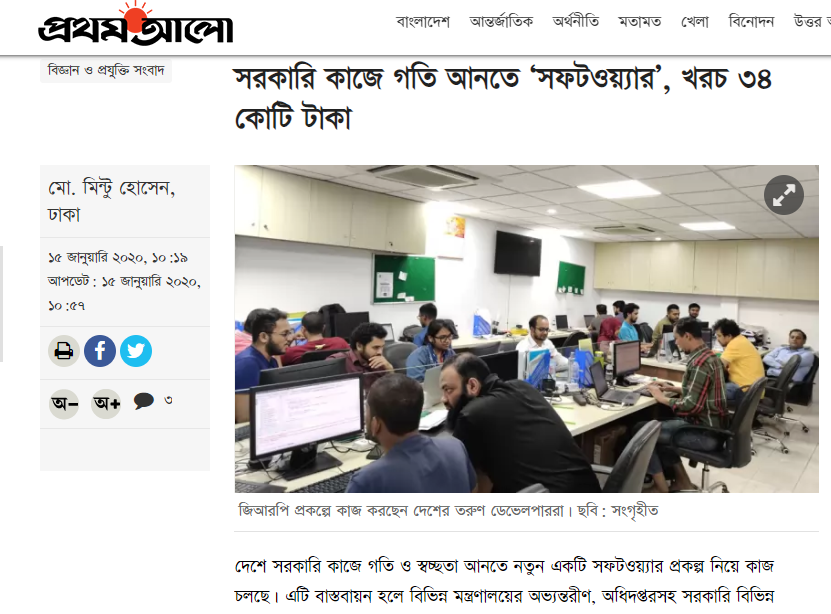 প্রথম আলো
বাংলাদেশ আন্তর্জাতিক অর্থনীতি মতামত খেলা বিনোদন উত্তর
বিজ্ঞান ও প্রযুক্তি সংবাদ
সরকারি কাজে গতি আনতে ‘সফটওয়্যার’, খরচ ৩৪
কোটি টাকা
মো. মিন্টু হোসেন,
ঢাকা
১৫ জানুয়ারি ২০২০, ১০:১৯
আপডেট: ১৫ জানুয়ারি ২০২০,
১০:৫৭
অ− অ+ ৩
জিআরপি প্রকল্পে কাজ করছেন দেশের তরুণ ডেভেলপাররা। ছবি: সংগৃহীত
দেশে সরকারি কাজে গতি ও স্বচ্ছতা আনতে নতুন একটি সফটওয়্যার প্রকল্প নিয়ে কাজ
চলছে। এটি বাস্তবায়ন হলে বিভিন্ন মন্ত্রণালয়ের অভ্যন্তরীণ, অধিদপ্তরসহ সরকারি বিভিন্ন